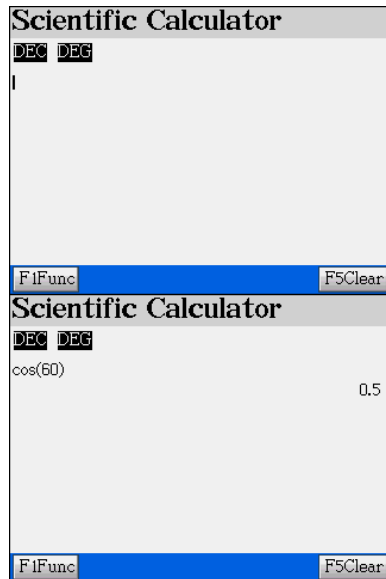 Scientific Calculator
DEC DEG
F1Func F5Clear
Scientific Calculator
DEC DEG
cos(60)
0.5
F1Func F5Clear